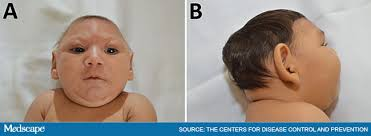 A
B
Medscape
SOURCE: THE CENTERS FOR DISEASE CONTROL AND PREVENTION